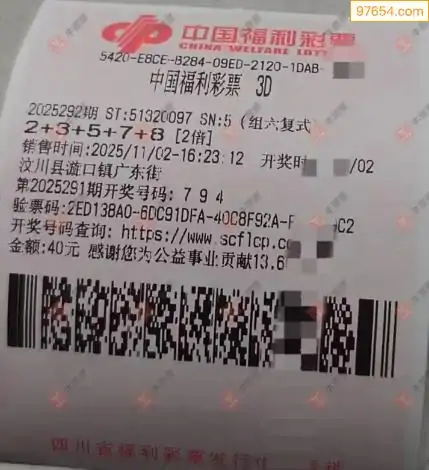 97654.com
中国福利彩票
CHINA WELFARE LOTT
5420-E8CE-B284-09ED-2120-1DAB-
中国福利彩票 3D
2025292期 ST:51320097 SN:5 (组六复式
2+3+5+7+8 [2倍]
销售时间:2025/11/02-16:23:12 开奖时 /02
汶川县漩口镇广东街
第2025291期开奖号码: 7 9 4
验票码:2ED138A0-6DC91DFA-40C8F92A-F C2
开奖号码查询: https://www.scflcp.c
金额:40元 感谢您为公益事业贡献13.6
四川省福利彩票发行